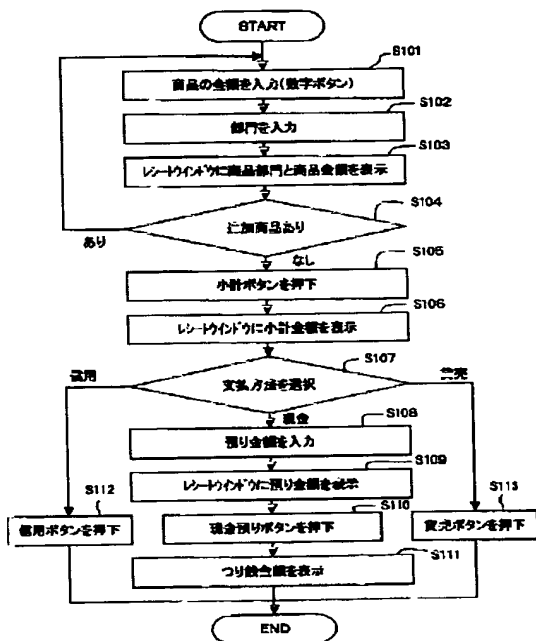 START
S101
商品の金額を入力(数字ボタン)
S102
部門を入力
S103
レシートウインドウに商品部門と商品金額を表示
S104
追加商品あり
あり
なし
S105
小計ボタンを押下
S106
レシートウインドウに小計金額を表示
S107
信用
支払方法を選択
貸売
現金
S108
預り金額を入力
S109
レシートウインドウに預り金額を表示
S112
S110
S113
信用ボタンを押下
現金預りボタンを押下
貸売ボタンを押下
S111
つり銭金額を表示
END